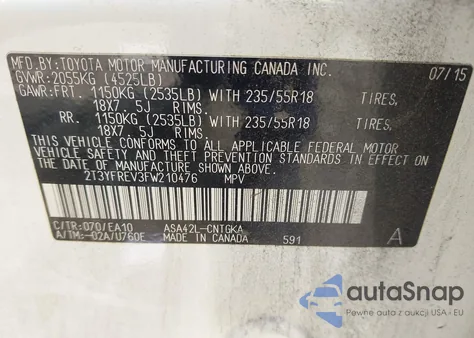 MFD. BY: TOYOTA MOTOR MANUFACTURING CANADA INC. 07/15
GVWR: 2055KG (4525LB)
GAWR: FRT. 1150KG (2535LB) WITH 235/55R18 TIRES,
18X7. 5J RIMS.
RR. 1150KG (2535LB) WITH 235/55R18 TIRES,
18X7. 5J RIMS.
THIS VEHICLE CONFORMS TO ALL APPLICABLE FEDERAL MOTOR
VEHICLE SAFETY AND BUMPER STANDARDS IN EFFECT ON
THE DATE OF MANUFACTURE SHOWN ABOVE.
2T3YFREV3FW210476 MPV
C/TR: 070/EA10 ASA42L-CNTGKA
A/TM: -02A/U760E MADE IN CANADA 591 A
autoSnap
Pewne auta z aukcji USA - EU